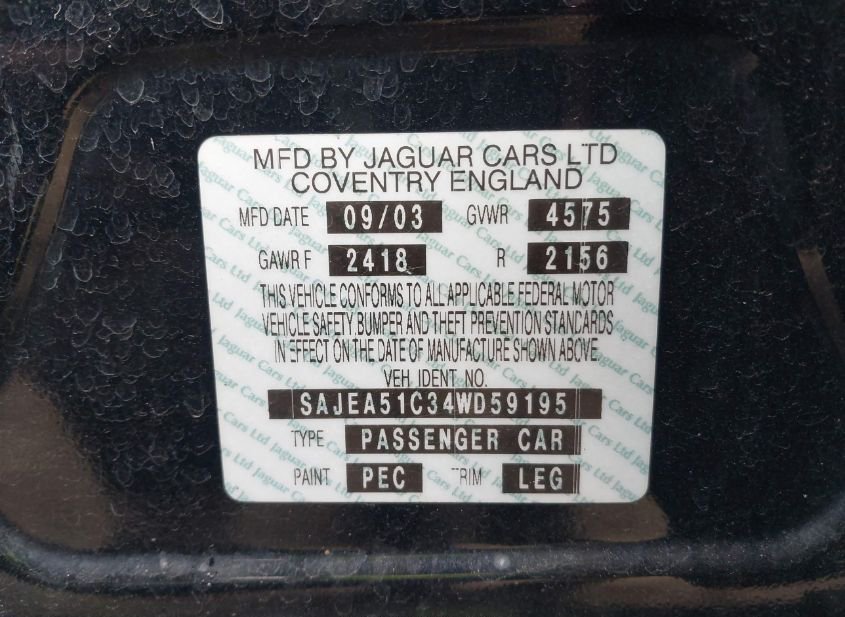 MFD BY JAGUAR CARS LTD
COVENTRY ENGLAND
MFD DATE 09/03 GVWR 4575
GAWR F 2418 R 2156
THIS VEHICLE CONFORMS TO ALL APPLICABLE FEDERAL MOTOR
VEHICLE SAFETY BUMPER AND THEFT PREVENTION STANDARDS
IN EFFECT ON THE DATE OF MANUFACTURE SHOWN ABOVE.
VEH. IDENT. NO.
SAJEA51C34WD59195
TYPE PASSENGER CAR
PAINT PEC TRIM LEG